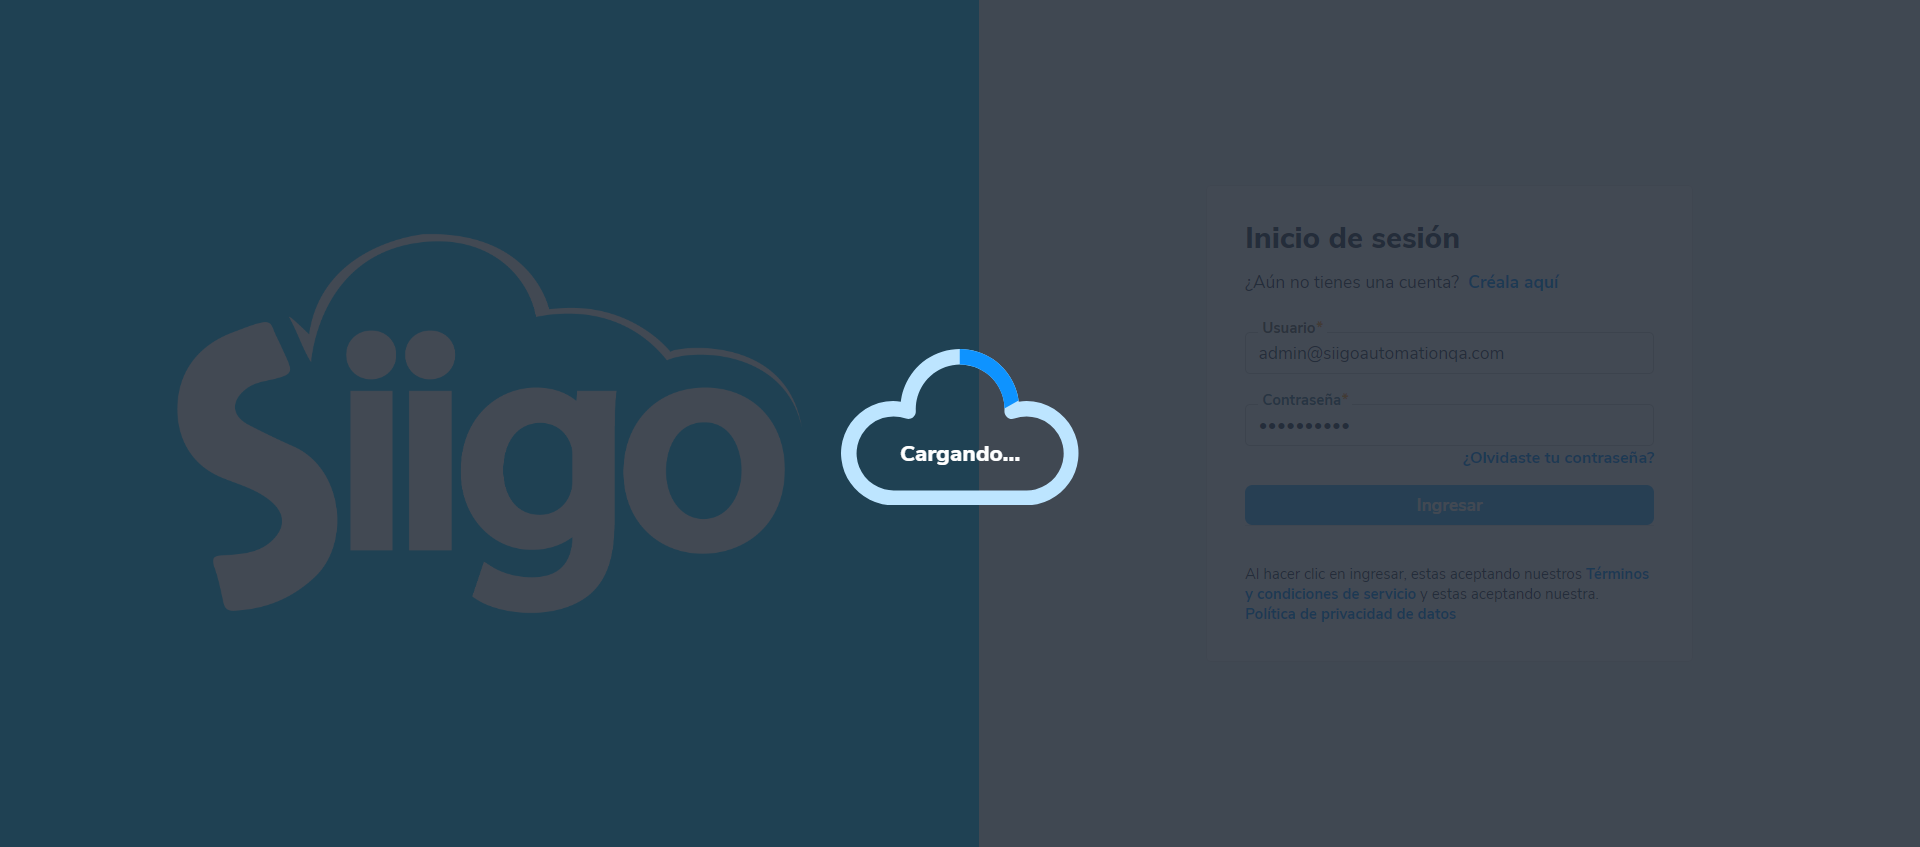 Siigo
Cargando...
Inicio de sesión
¿Aún no tienes una cuenta? Créala aquí
Usuario*
admin@siigoautomationqa.com
Contraseña*
••••••••••
¿Olvidaste tu contraseña?
Ingresar
Al hacer clic en ingresar, estas aceptando nuestros Términos
y condiciones de servicio y estas aceptando nuestra.
Política de privacidad de datos